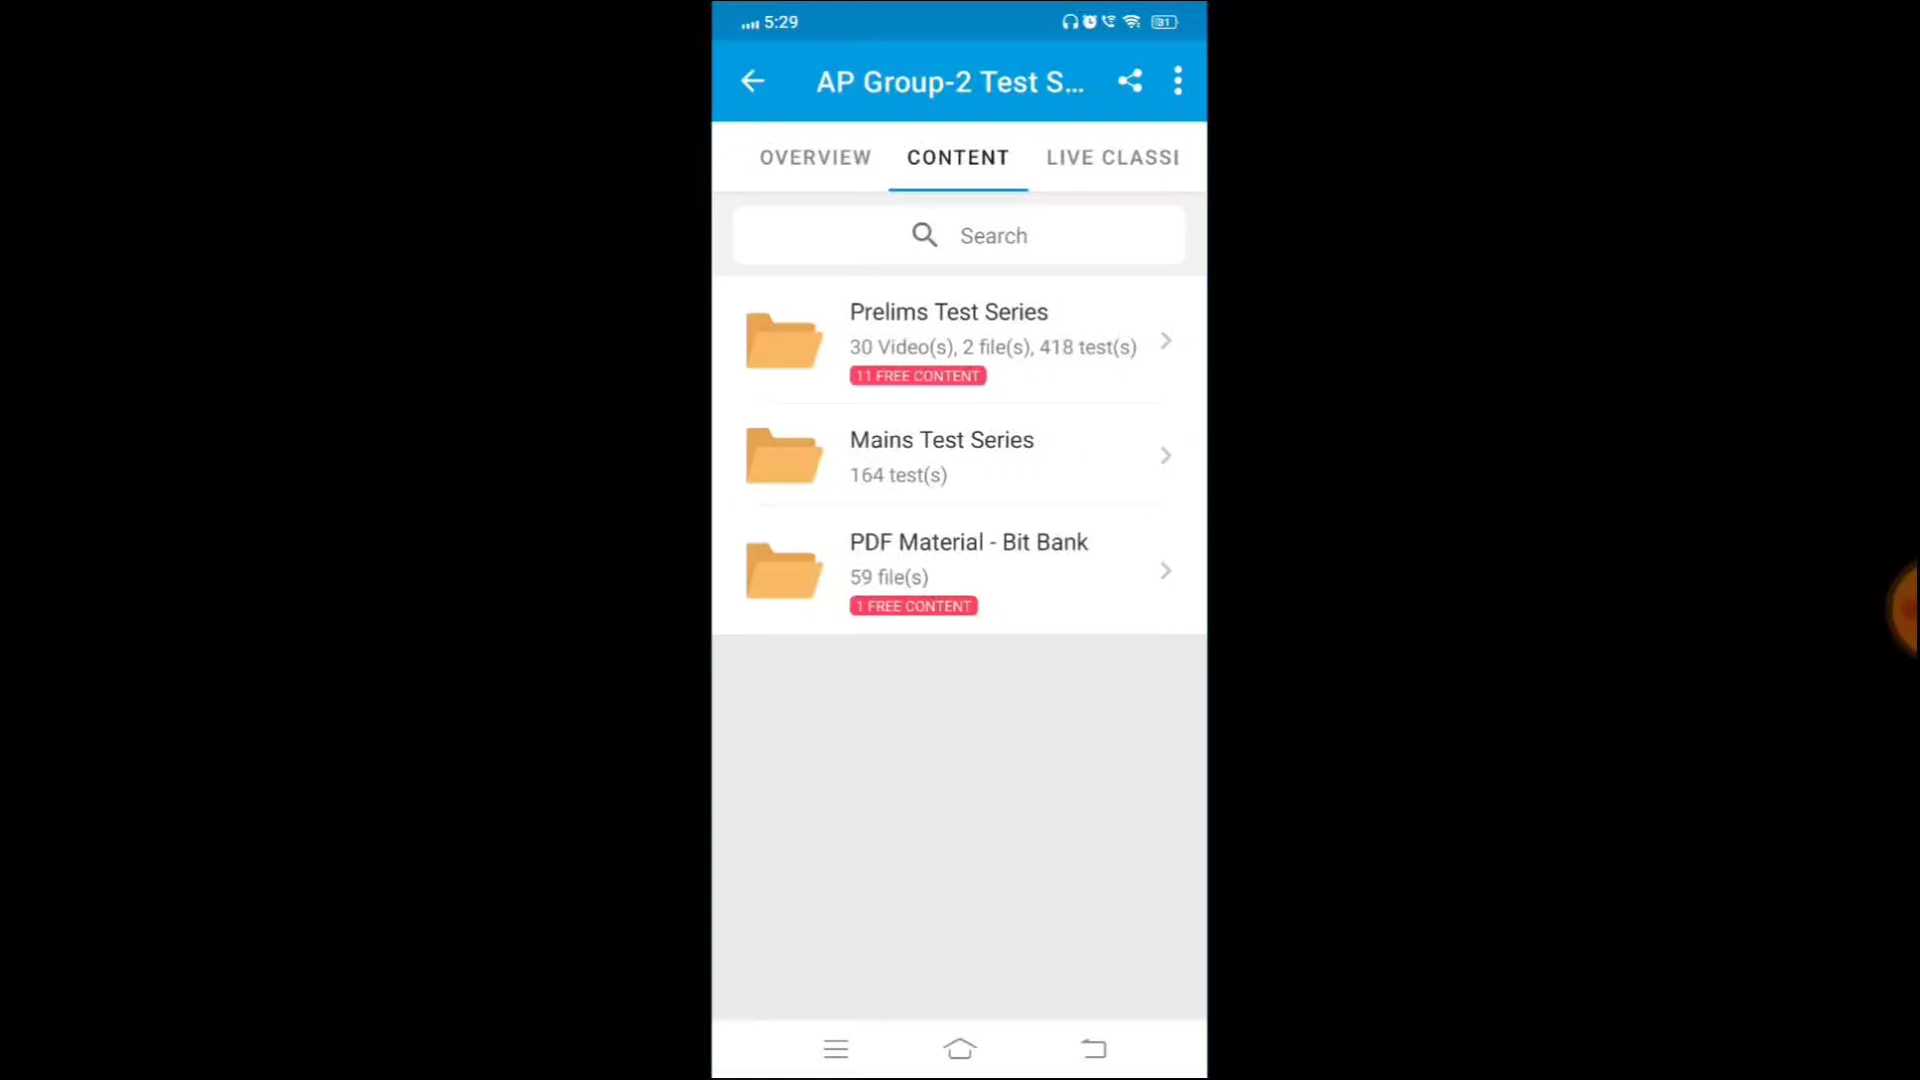 5:29
31
AP Group-2 Test S...
OVERVIEW CONTENT LIVE CLASSI
Search
Prelims Test Series
30 Video(s), 2 file(s), 418 test(s)
11 FREE CONTENT
Mains Test Series
164 test(s)
PDF Material - Bit Bank
59 file(s)
1 FREE CONTENT